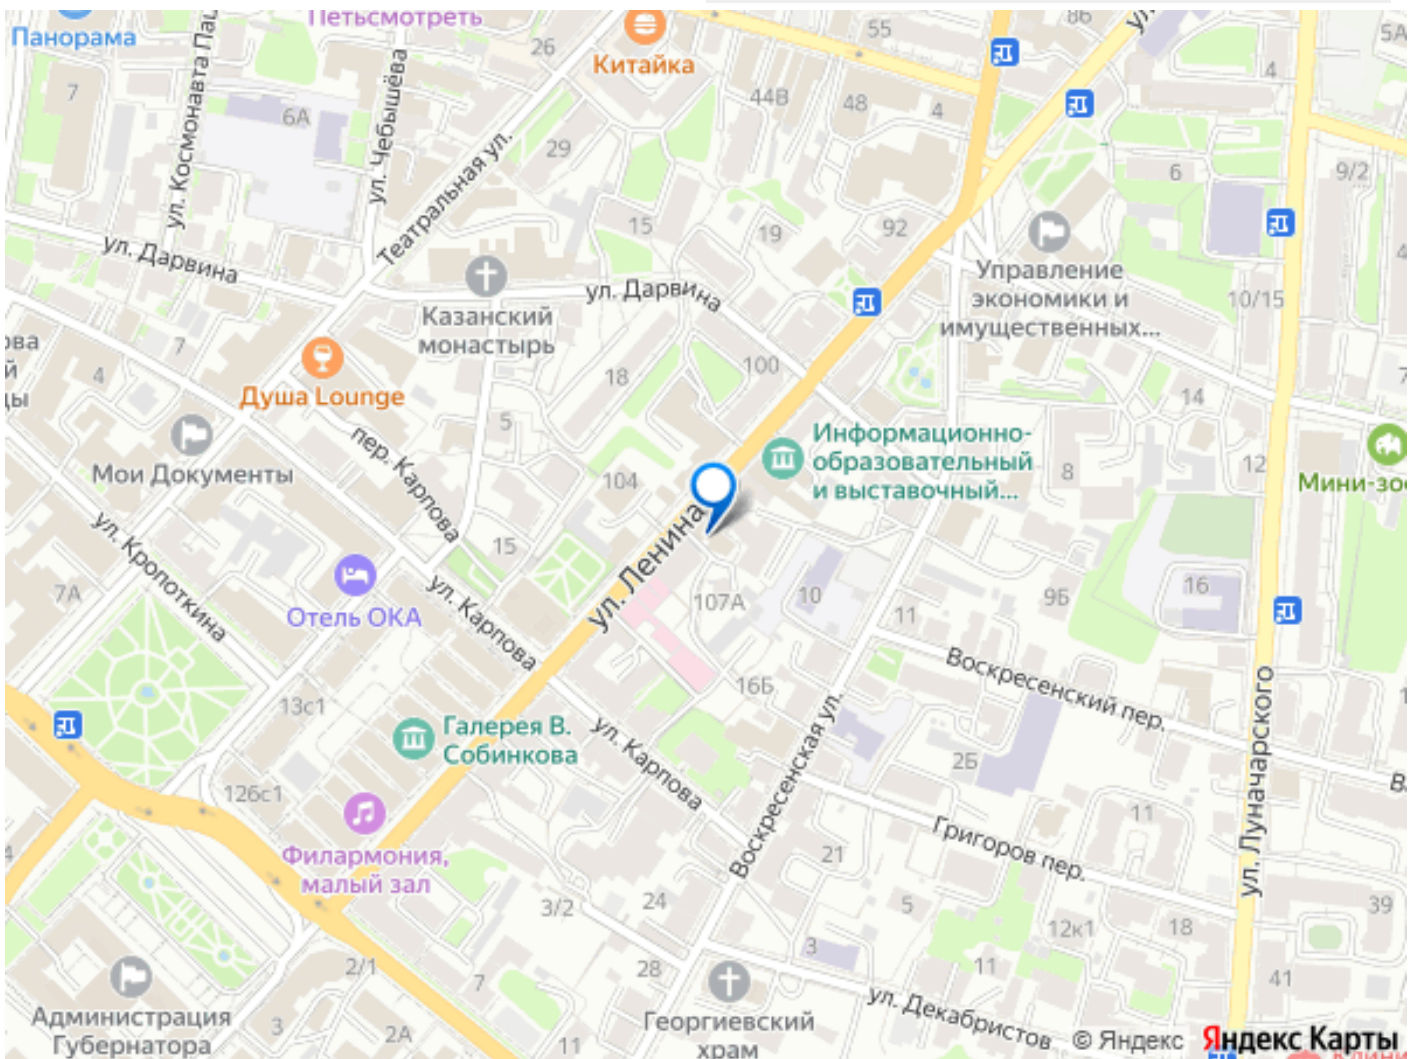 Петьсмотреть
Панорама
26
Китайка
55
8б
5А
7
ул. Космонавта Пац
6А
ул. Чебышёва
44В
48
4
4
29
Театральная ул.
6
9/2
15
19
92
ул. Дарвина
Управление
экономики и
имущественных...
10/15
ул. Дарвина
Казанский
монастырь
7
4
Душа Lounge
18
100
14
5
пер. Карпова
Мои Документы
Информационно-
образовательный
и выставочный...
8
12
Мини-зоо
104
ул. Ленина
ул. Кропоткина
15
7А
Отель ОКА
ул. Карпова
107А
10
11
9Б
16
Воскресенский пер.
16Б
13с1
Галерея В.
Собинкова
ул. Карпова
Воскресенская ул.
2Б
ул. Луначарского
126с1
11
Филармония,
малый зал
Григоров пер.
21
3/2
24
5
12к1
18
39
3
2/1
7
28
11
41
Администрация
Губернатора
3
2А
11
Георгиевский
храм
ул. Декабристов
© Яндекс
Яндекс Карты